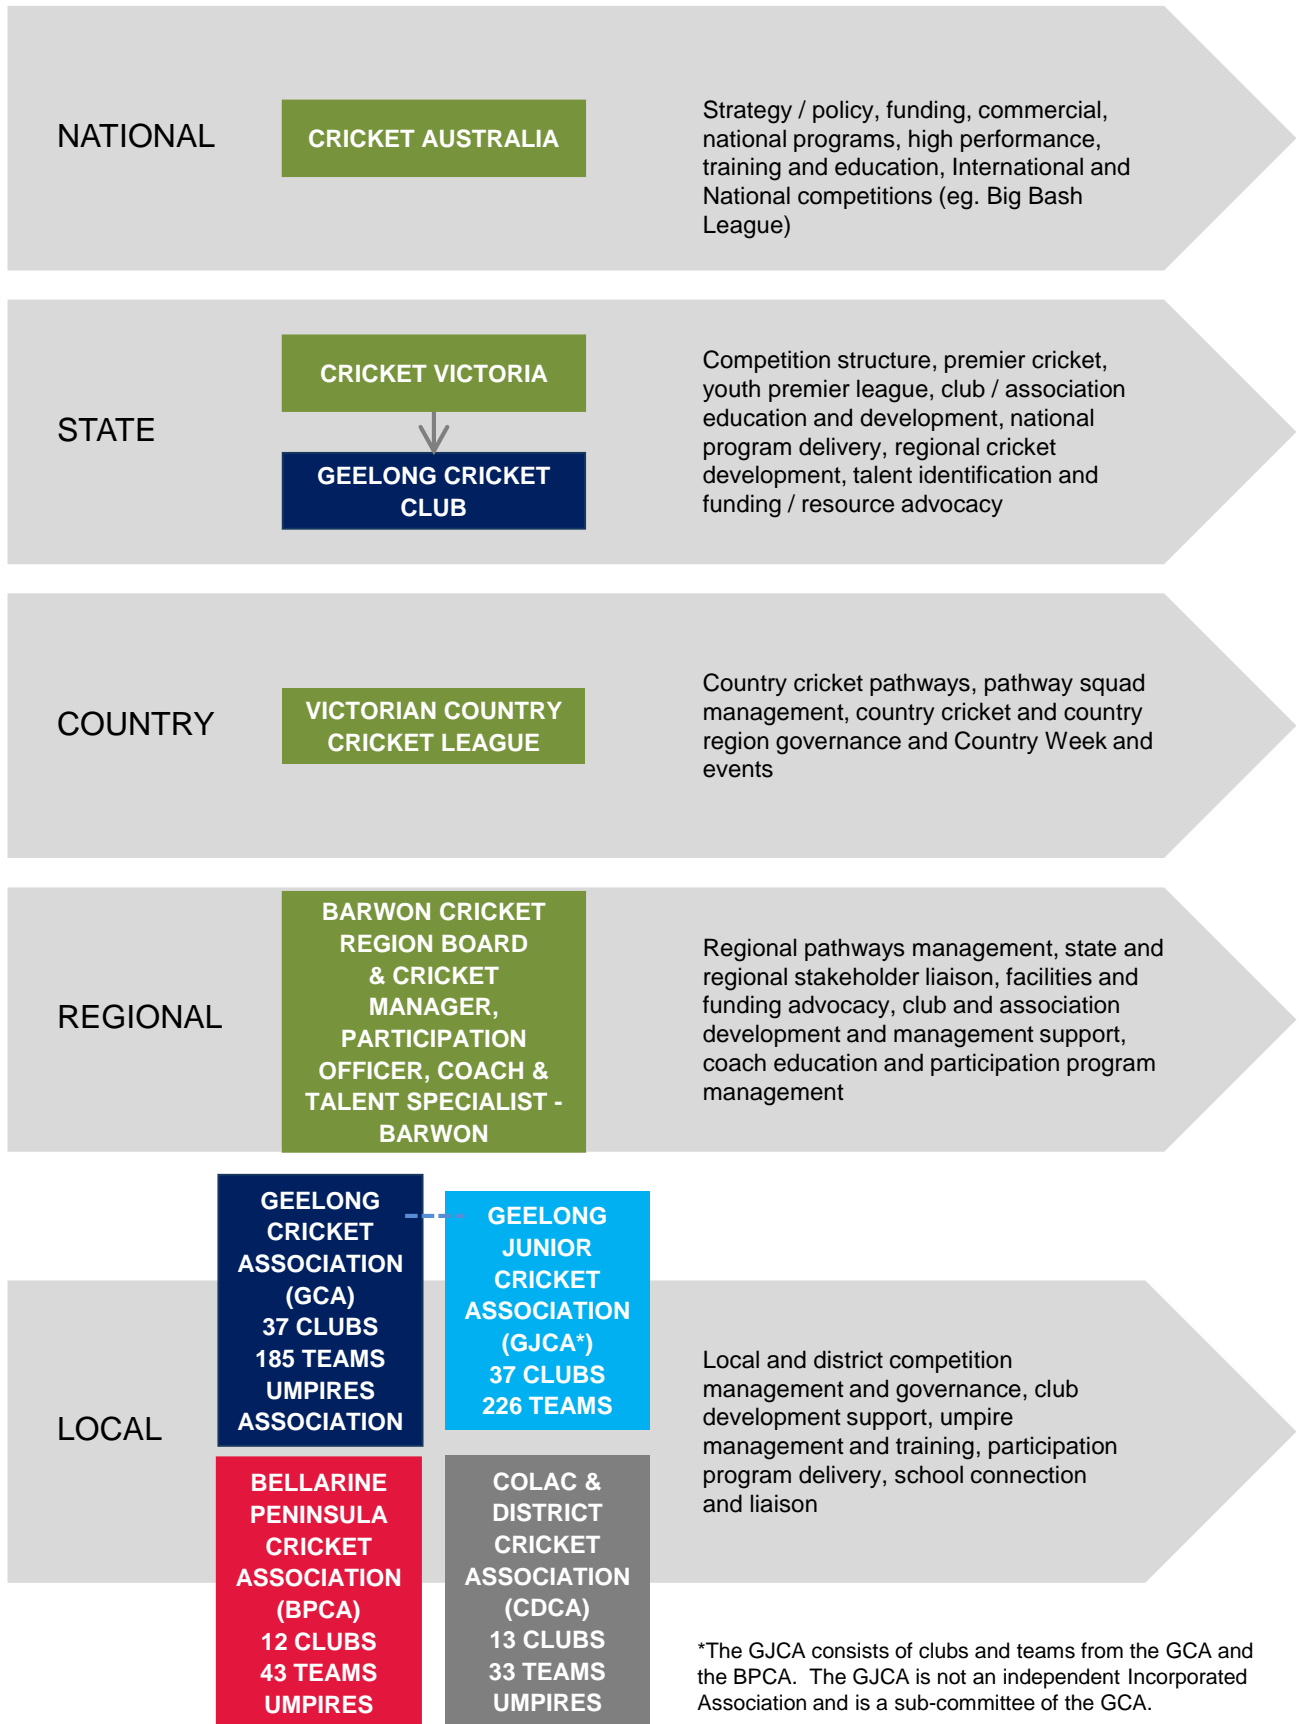 NATIONAL
CRICKET AUSTRALIA
Strategy / policy, funding, commercial,
national programs, high performance,
training and education, International and
National competitions (eg. Big Bash
League)
STATE
CRICKET VICTORIA
GEELONG CRICKET
CLUB
Competition structure, premier cricket,
youth premier league, club / association
education and development, national
program delivery, regional cricket
development, talent identification and
funding / resource advocacy
COUNTRY
VICTORIAN COUNTRY
CRICKET LEAGUE
Country cricket pathways, pathway squad
management, country cricket and country
region governance and Country Week and
events
REGIONAL
BARWON CRICKET
REGION BOARD
& CRICKET
MANAGER,
PARTICIPATION
OFFICER, COACH &
TALENT SPECIALIST -
BARWON
Regional pathways management, state and
regional stakeholder liaison, facilities and
funding advocacy, club and association
development and management support,
coach education and participation program
management
LOCAL
GEELONG
CRICKET
ASSOCIATION
(GCA)
37 CLUBS
185 TEAMS
UMPIRES
ASSOCIATION
GEELONG
JUNIOR
CRICKET
ASSOCIATION
(GJCA*)
37 CLUBS
226 TEAMS
BELLARINE
PENINSULA
CRICKET
ASSOCIATION
(BPCA)
12 CLUBS
43 TEAMS
UMPIRES
COLAC &
DISTRICT
CRICKET
ASSOCIATION
(CDCA)
13 CLUBS
33 TEAMS
UMPIRES
Local and district competition
management and governance, club
development support, umpire
management and training, participation
program delivery, school connection
and liaison
*The GJCA consists of clubs and teams from the GCA and
the BPCA.  The GJCA is not an independent Incorporated
Association and is a sub-committee of the GCA.